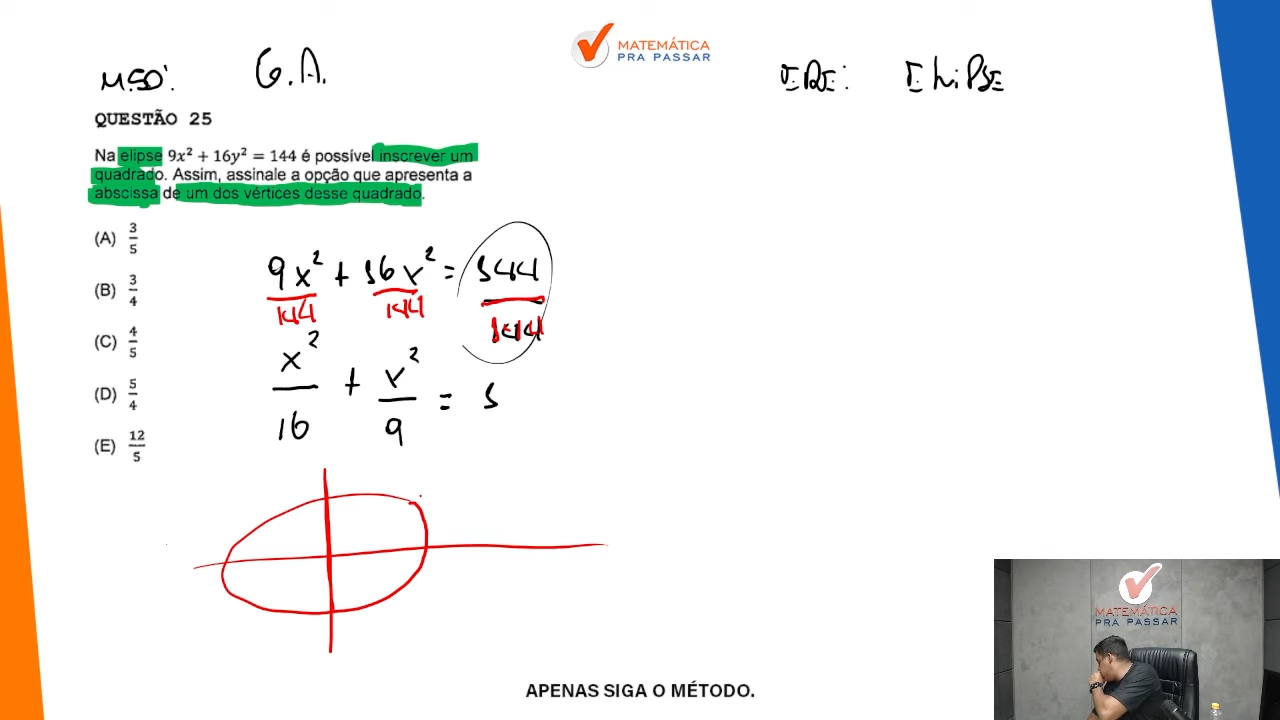 MATEMÁTICA
PRA PASSAR
G.A.
ELIPSE
QUESTÃO 25
Na elipse 9x² + 16y² = 144 é possível inscrever um
quadrado. Assim, assinale a opção que apresenta a
abscissa de um dos vértices desse quadrado.
(A) 3/5
(B) 3/4
(C) 4/5
(D) 5/4
(E) 12/5
9x²/144 + 16y²/144 = 144/144
x²/16 + y²/9 = 1
MATEMÁTICA
PRA PASSAR
APENAS SIGA O MÉTODO.